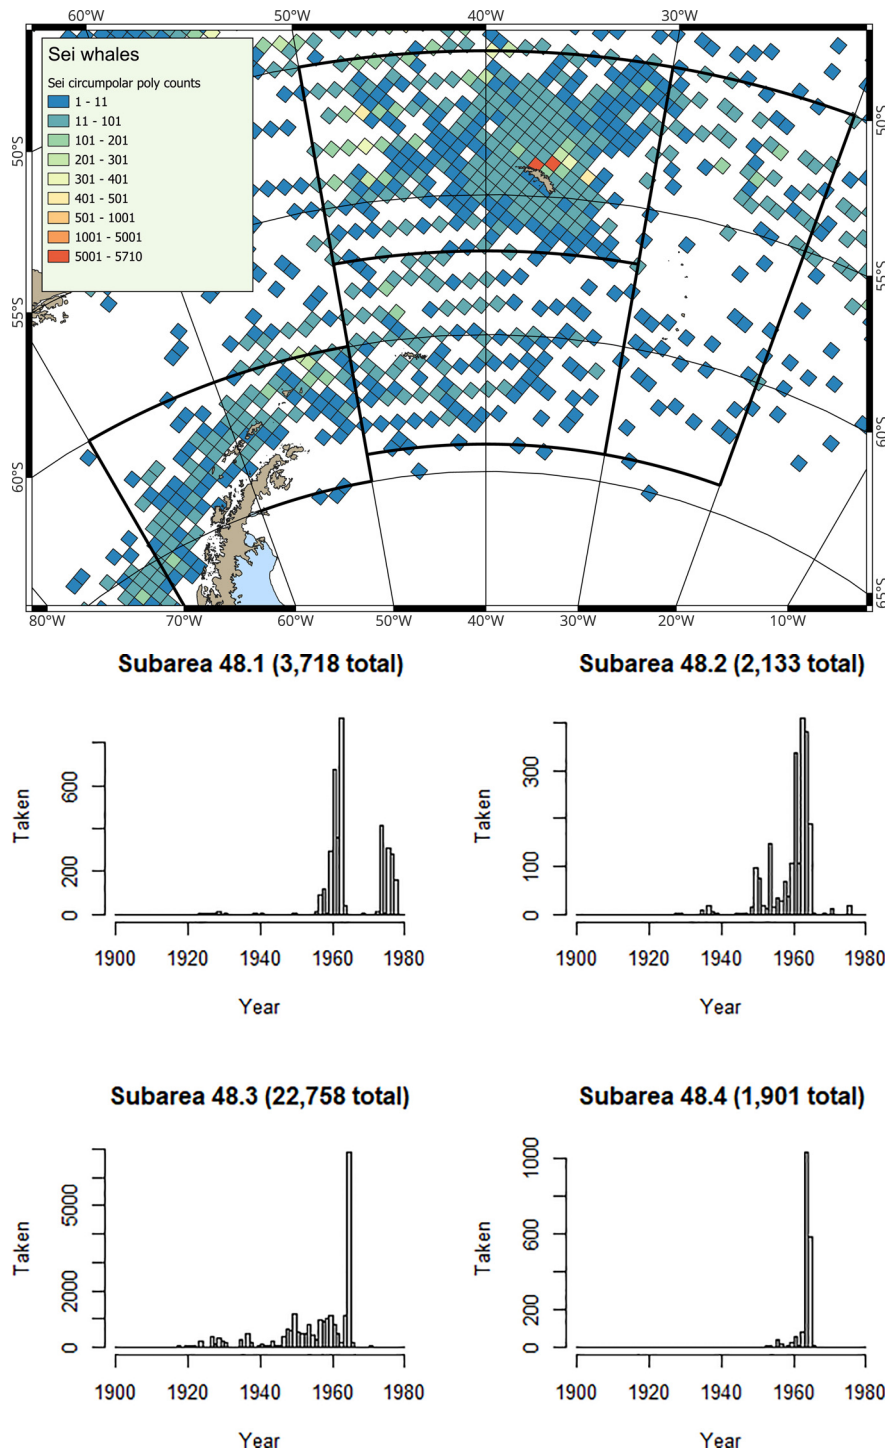 60°W 50°W 40°W 30°W
Sei whales
Sei circumpolar poly counts
1 - 11
11 - 101
101 - 201
201 - 301
301 - 401
401 - 501
501 - 1001
1001 - 5001
5001 - 5710
50°S 50°S
55°S 55°S
60°S 60°S
65°S
80°W 70°W 60°W 50°W 40°W 30°W 20°W 10°W
Subarea 48.1 (3,718 total)
Taken
0 200 600
1900 1920 1940 1960 1980
Year
Subarea 48.2 (2,133 total)
Taken
0 100 300
1900 1920 1940 1960 1980
Year
Subarea 48.3 (22,758 total)
Taken
0 2000 5000
1900 1920 1940 1960 1980
Year
Subarea 48.4 (1,901 total)
Taken
0 200 600 1000
1900 1920 1940 1960 1980
Year